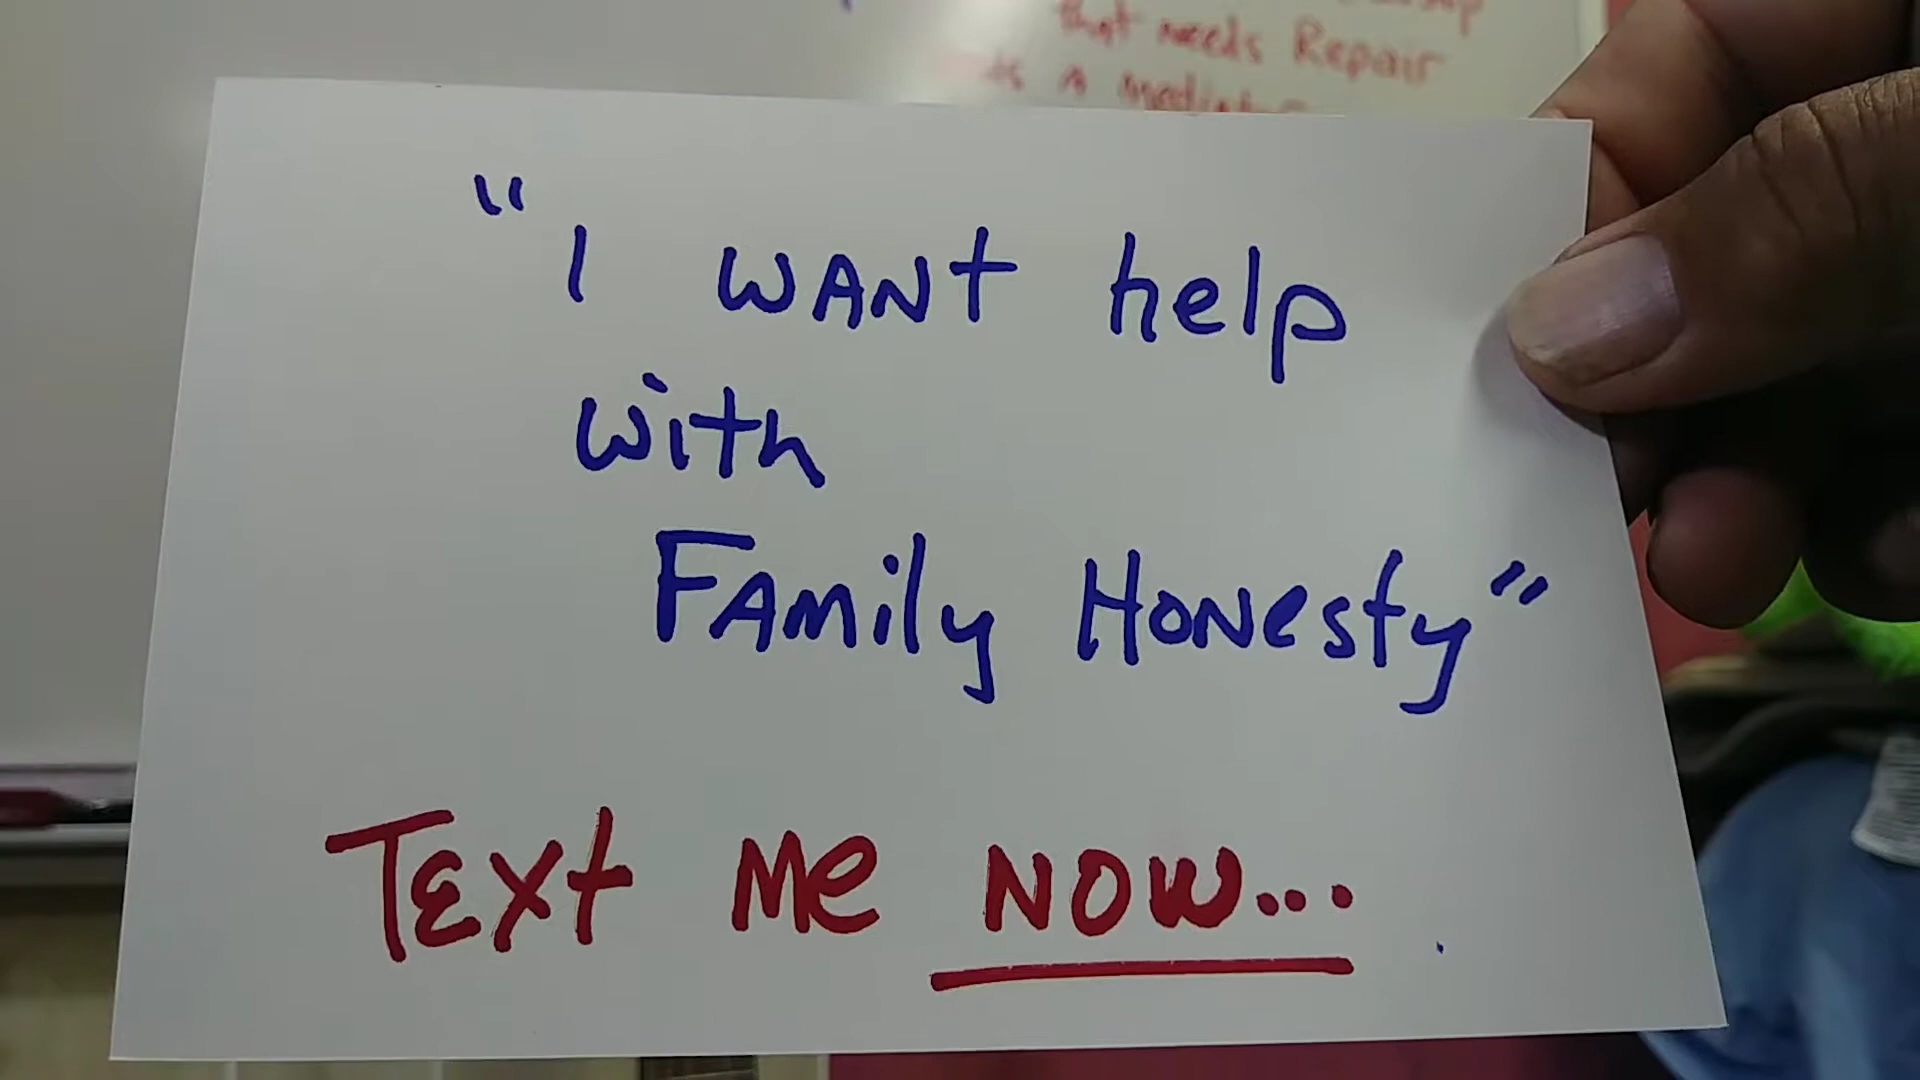 that needs Repair
a
"I WANT help
with
FAMily HoNesty"
TEXT Me NOW...